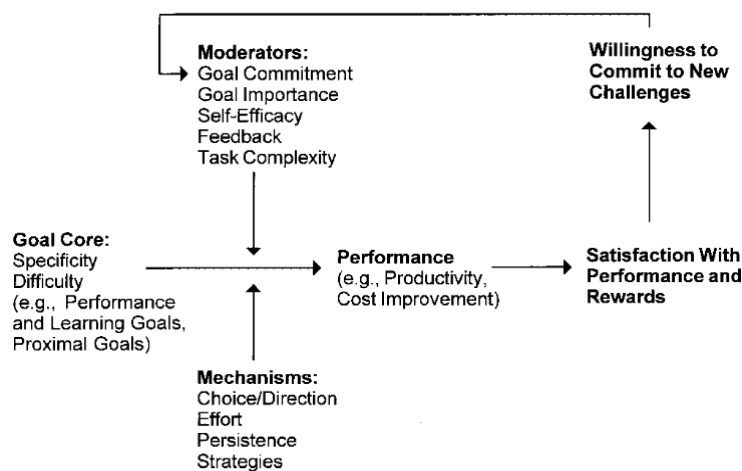 Moderators:
Goal Commitment
Goal Importance
Self-Efficacy
Feedback
Task Complexity
Willingness to
Commit to New
Challenges
Goal Core:
Specificity
Difficulty
(e.g., Performance
and Learning Goals,
Proximal Goals)
Performance
(e.g., Productivity,
Cost Improvement)
Satisfaction With
Performance and
Rewards
Mechanisms:
Choice/Direction
Effort
Persistence
Strategies